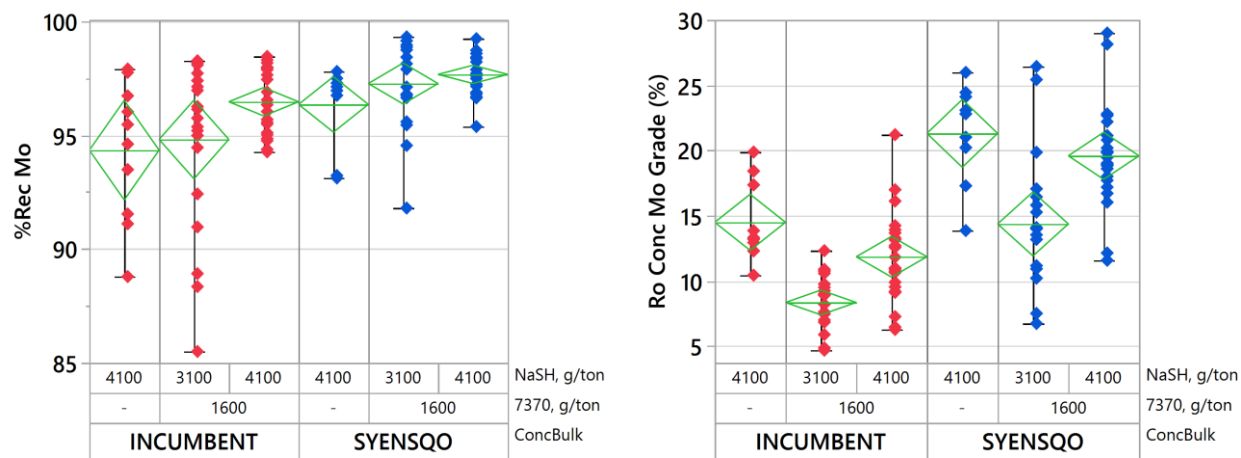 %Rec Mo
100
95
90
85
4100 3100 4100 4100 3100 4100 NaSH, g/ton
- 1600 - 1600 7370, g/ton
INCUMBENT SYENSQO ConcBulk
Ro Conc Mo Grade (%)
30
25
20
15
10
5
4100 3100 4100 4100 3100 4100 NaSH, g/ton
- 1600 - 1600 7370, g/ton
INCUMBENT SYENSQO ConcBulk